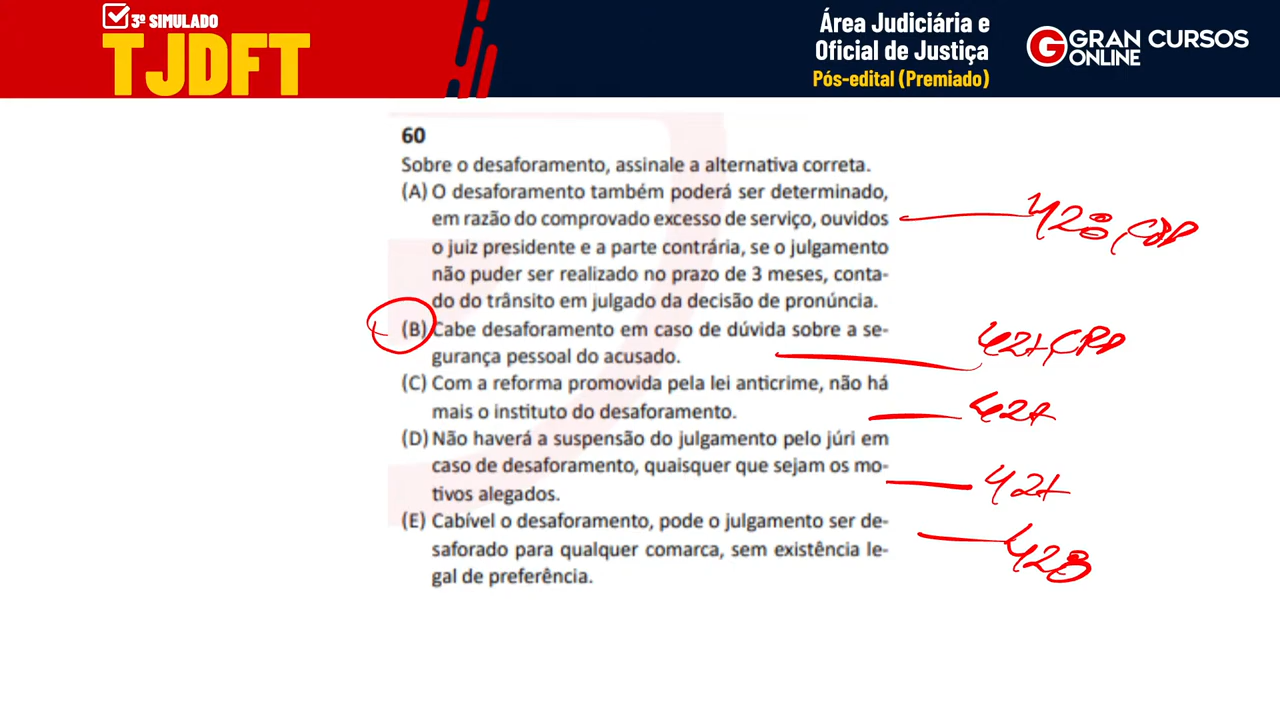 3º SIMULADO
TJDFT
Área Judiciária e
Oficial de Justiça
Pós-edital (Premiado)
G GRAN CURSOS
ONLINE
60
Sobre o desaforamento, assinale a alternativa correta.
(A) O desaforamento também poderá ser determinado,
em razão do comprovado excesso de serviço, ouvidos
o juiz presidente e a parte contrária, se o julgamento
não puder ser realizado no prazo de 3 meses, conta-
do do trânsito em julgado da decisão de pronúncia.
(B) Cabe desaforamento em caso de dúvida sobre a se-
gurança pessoal do acusado.
(C) Com a reforma promovida pela lei anticrime, não há
mais o instituto do desaforamento.
(D) Não haverá a suspensão do julgamento pelo júri em
caso de desaforamento, quaisquer que sejam os mo-
tivos alegados.
(E) Cabível o desaforamento, pode o julgamento ser de-
saforado para qualquer comarca, sem existência le-
gal de preferência.
428, CPP
427 CPP
427
427